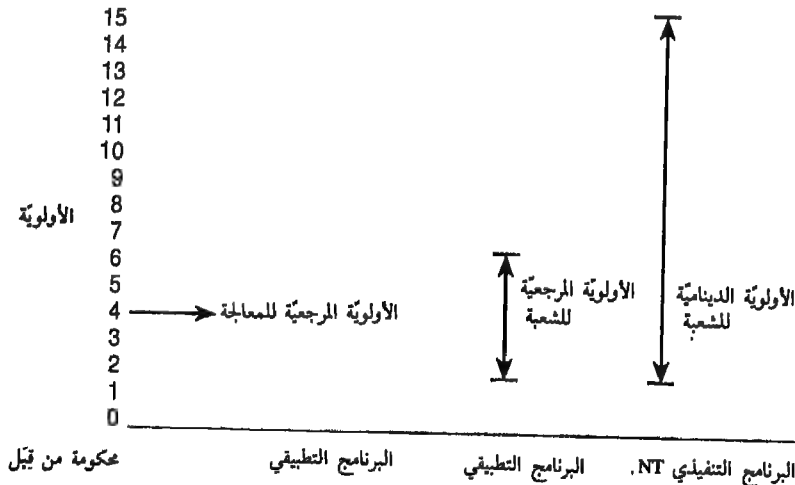 15
14
13
12
11
10
9
8
7
6
5
4
3
2
1
0
الأولويّة
الأولويّة المرجعيّة للمعالجة
الأولويّة المرجعيّة
للشعبة
الأولويّة الديناميّة
للشعبة
محكومة من قِبَل
البرنامج التطبيقي
البرنامج التطبيقي
البرنامج التنفيذي NT.